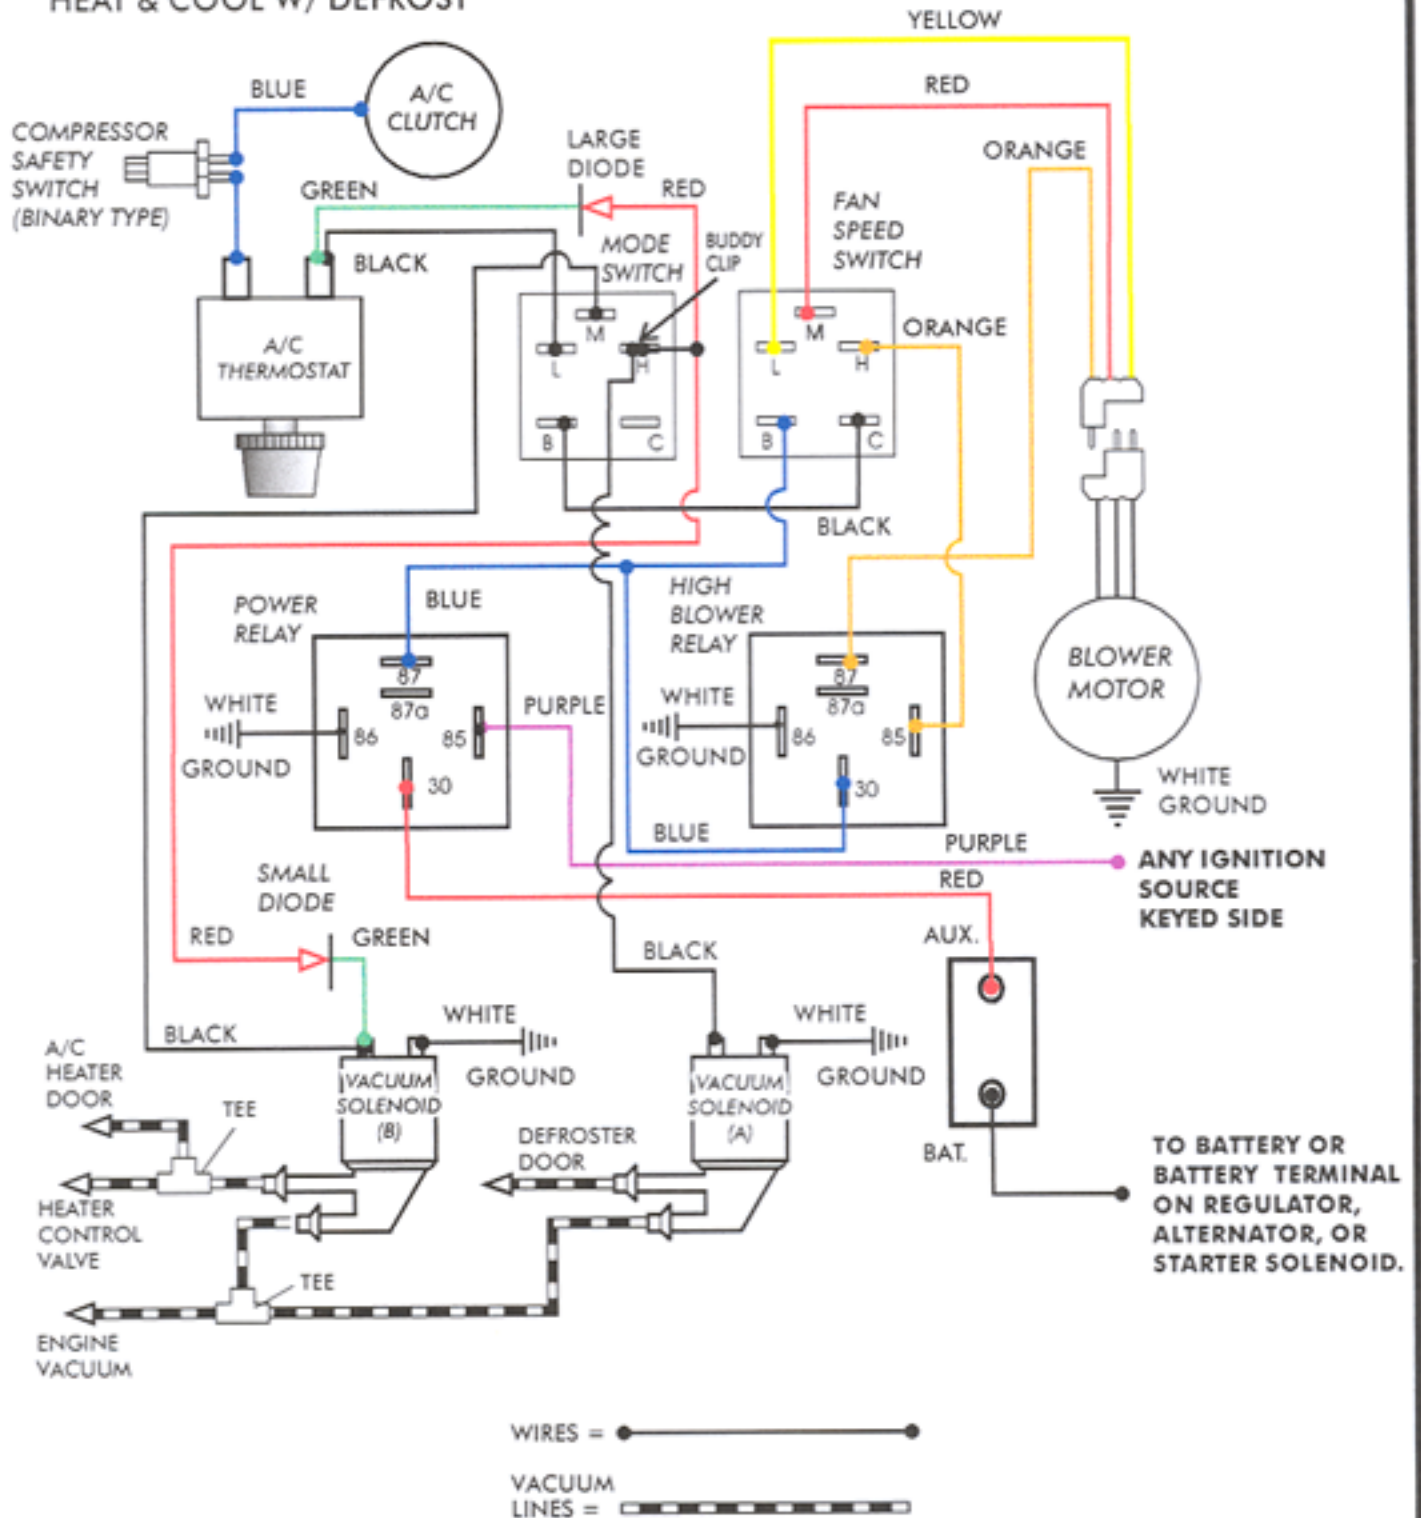 HEAT & COOL W/ DEFROST
YELLOW
BLUE
A/C
CLUTCH
RED
COMPRESSOR
SAFETY
SWITCH
(BINARY TYPE)
LARGE
DIODE
ORANGE
GREEN
RED
FAN
SPEED
SWITCH
BLACK
MODE
SWITCH
BUDDY
CLIP
M
L
H
B
C
M
L
H
B
C
ORANGE
A/C
THERMOSTAT
BLACK
POWER
RELAY
BLUE
HIGH
BLOWER
RELAY
87
87a
86
85
30
WHITE
GROUND
PURPLE
87
87a
86
85
30
WHITE
GROUND
BLOWER
MOTOR
WHITE
GROUND
BLUE
PURPLE
ANY IGNITION
SOURCE
KEYED SIDE
RED
SMALL
DIODE
RED
GREEN
BLACK
AUX.
BLACK
WHITE
GROUND
WHITE
GROUND
A/C
HEATER
DOOR
TEE
VACUUM
SOLENOID
(B)
VACUUM
SOLENOID
(A)
DEFROSTER
DOOR
BAT.
TO BATTERY OR
BATTERY TERMINAL
ON REGULATOR,
ALTERNATOR, OR
STARTER SOLENOID.
HEATER
CONTROL
VALVE
TEE
ENGINE
VACUUM
WIRES =
VACUUM
LINES =